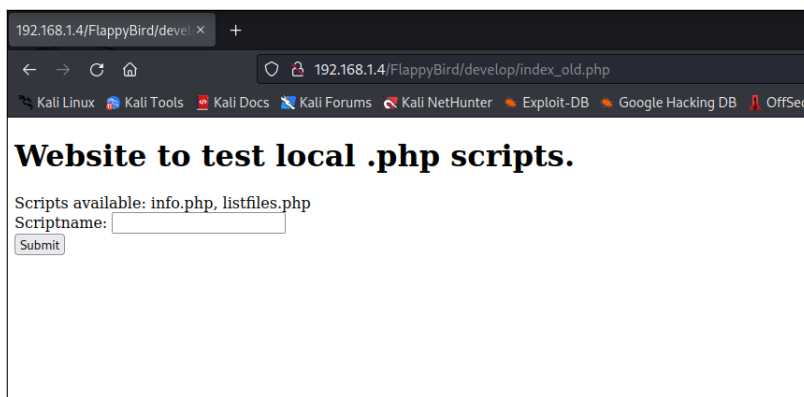 192.168.1.4/FlappyBird/devel
192.168.1.4/FlappyBird/develop/index_old.php
Kali Linux Kali Tools Kali Docs Kali Forums Kali NetHunter Exploit-DB Google Hacking DB OffSec
Website to test local .php scripts.
Scripts available: info.php, listfiles.php
Scriptname:
Submit